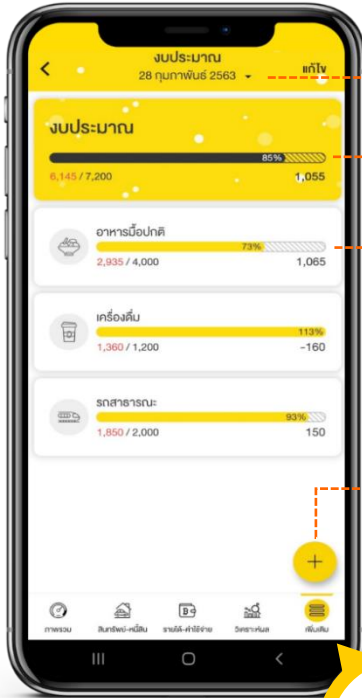 งบประมาณ
28 กุมภาพันธ์ 2563
แก้ไข
งบประมาณ
85%
6,145 / 7,200
1,055
อาหารมื้อปกติ
73%
2,935 / 4,000
1,065
เครื่องดื่ม
113%
1,360 / 1,200
-160
รถสาธารณะ
93%
1,850 / 2,000
150
+
ภาพรวม
สินทรัพย์-หนี้สิน
รายได้-ค่าใช้จ่าย
วิเคราะห์ผล
เพิ่มเติม